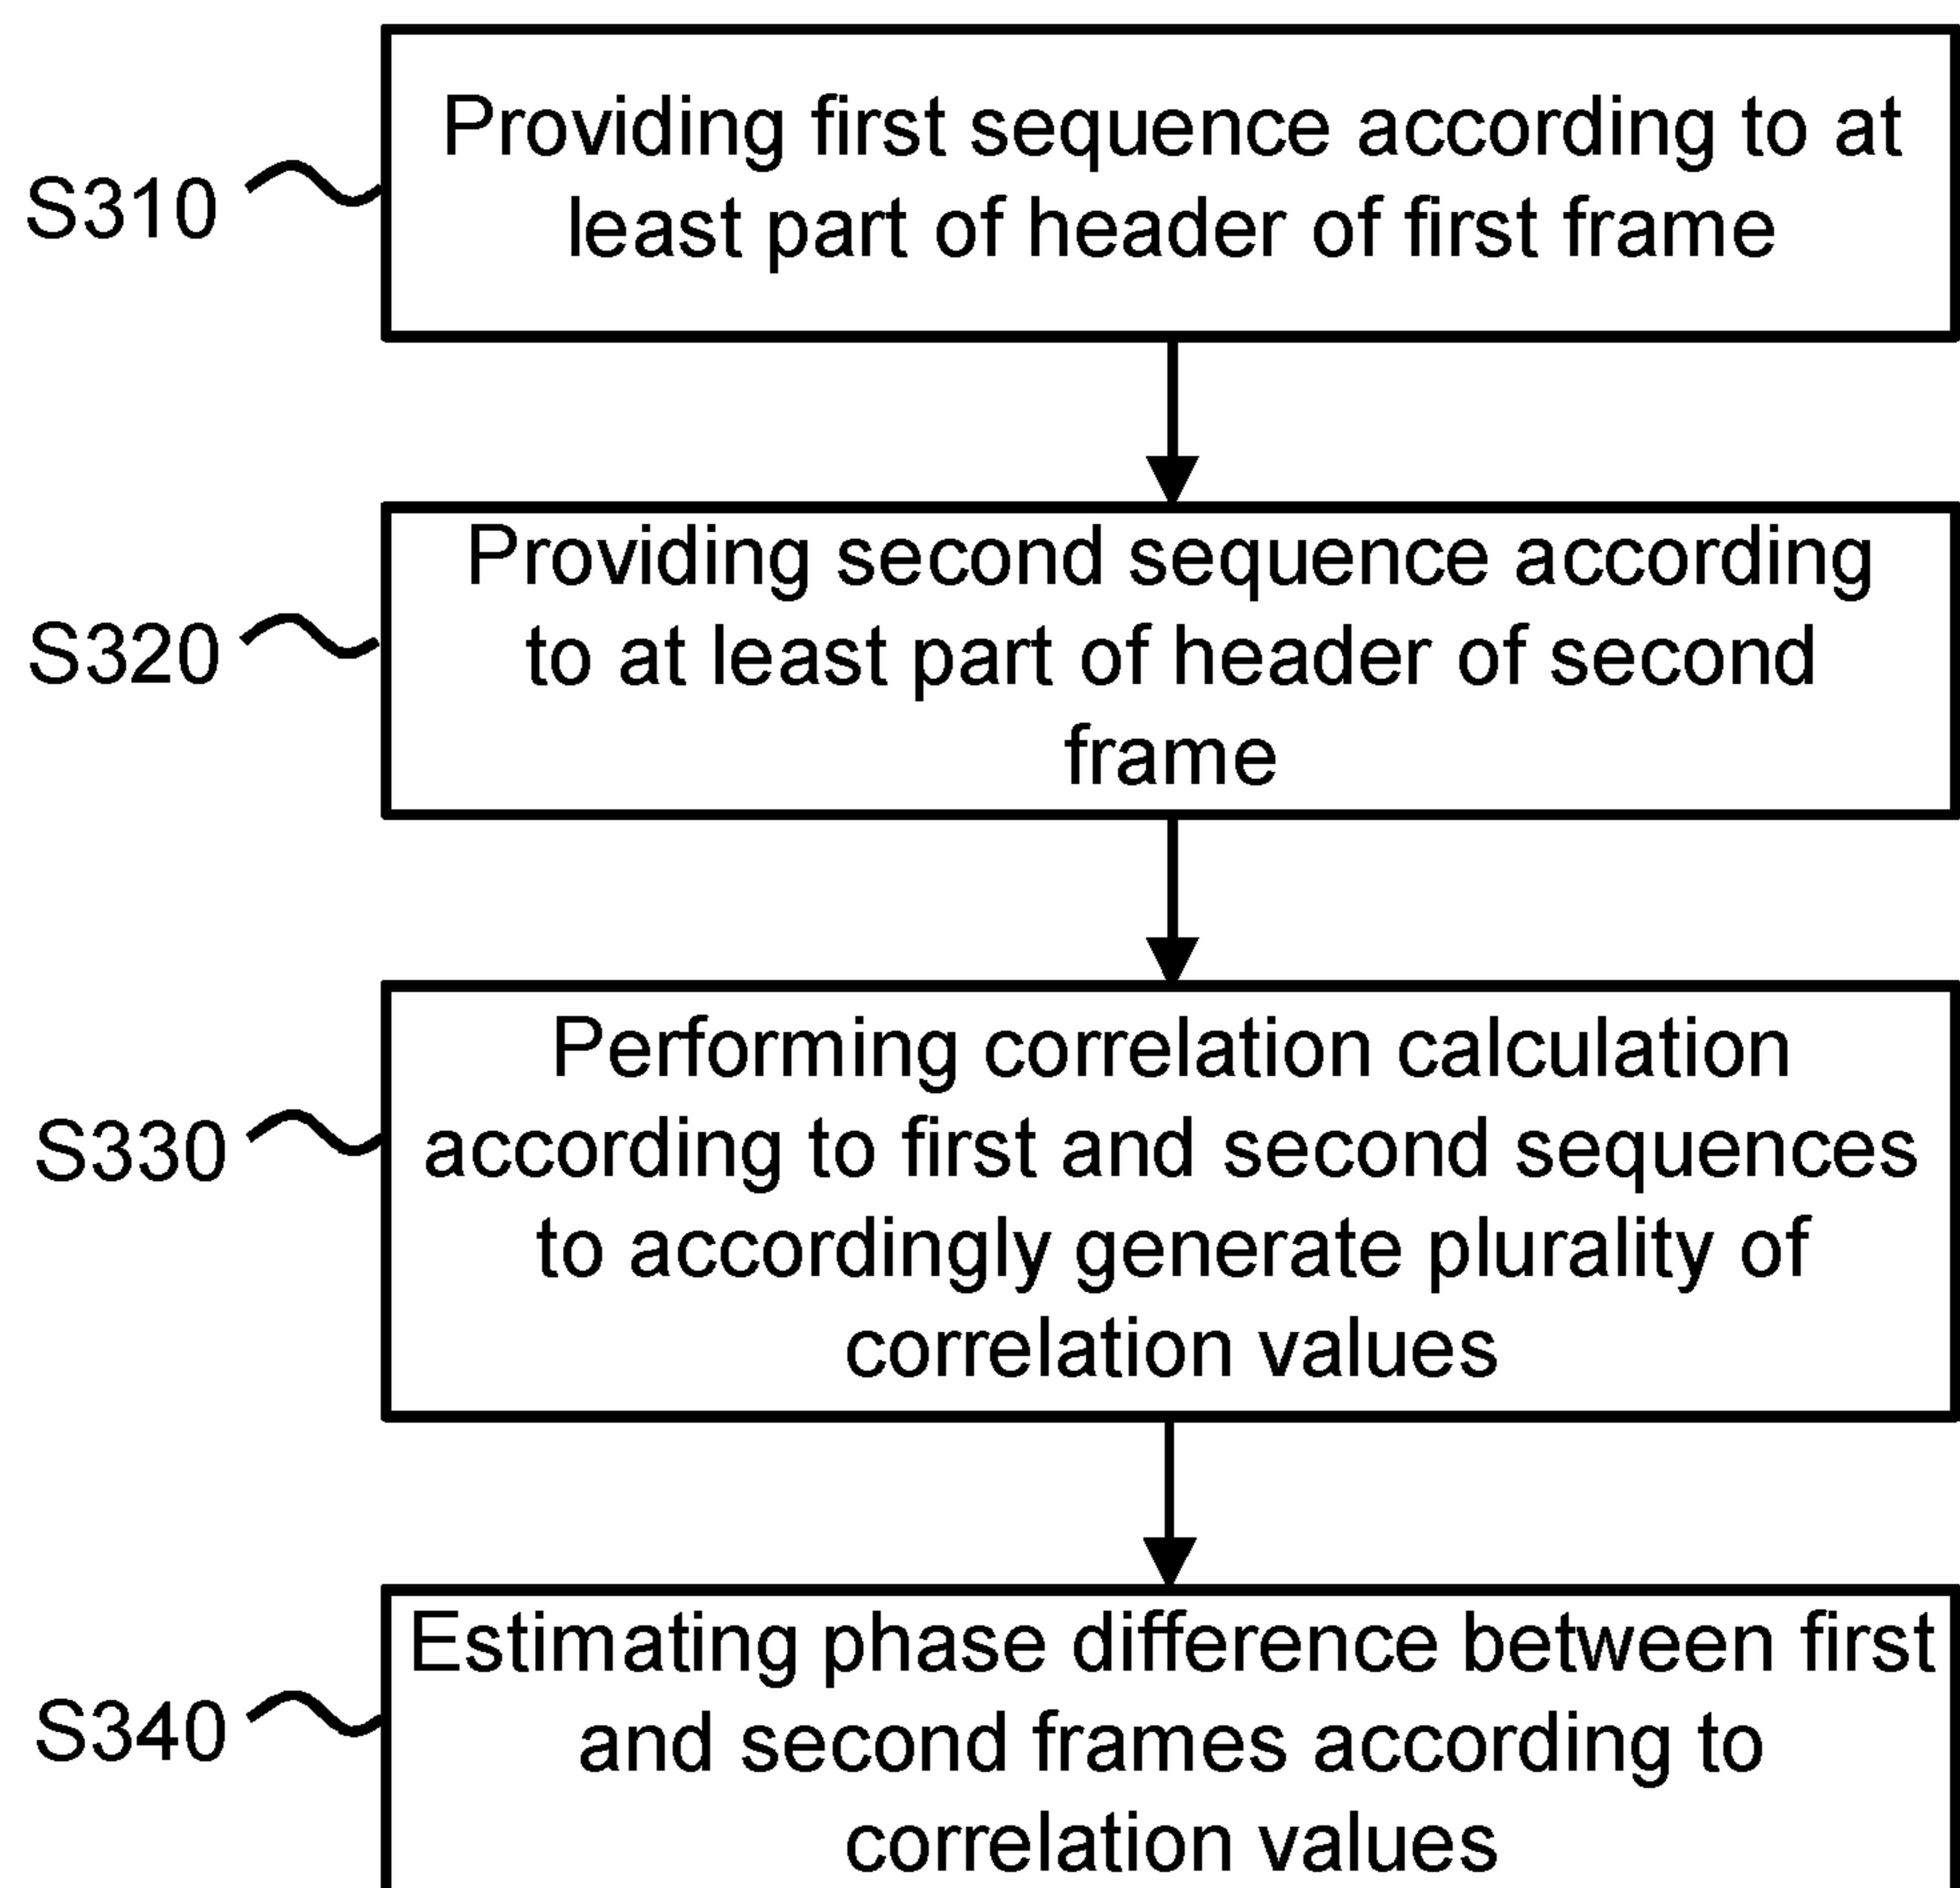 S310
Providing first sequence according to at
least part of header of first frame
S320
Providing second sequence according
to at least part of header of second
frame
S330
Performing correlation calculation
according to first and second sequences
to accordingly generate plurality of
correlation values
S340
Estimating phase difference between first
and second frames according to
correlation values